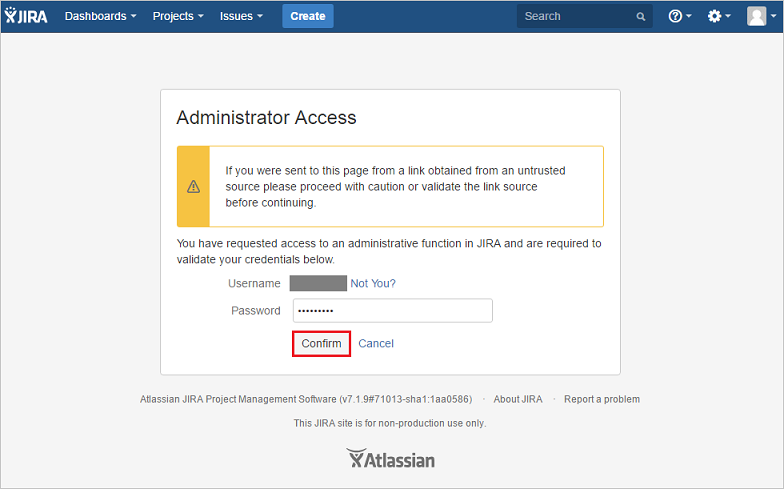 JIRA Dashboards Projects Issues Create Search
Administrator Access
If you were sent to this page from a link obtained from an untrusted
source please proceed with caution or validate the link source
before continuing.
You have requested access to an administrative function in JIRA and are required to
validate your credentials below.
Username Not You?
Password •••••••••
Confirm Cancel
Atlassian JIRA Project Management Software (v7.1.9#71013-sha1:1aa0586) · About JIRA · Report a problem
This JIRA site is for non-production use only.
Atlassian